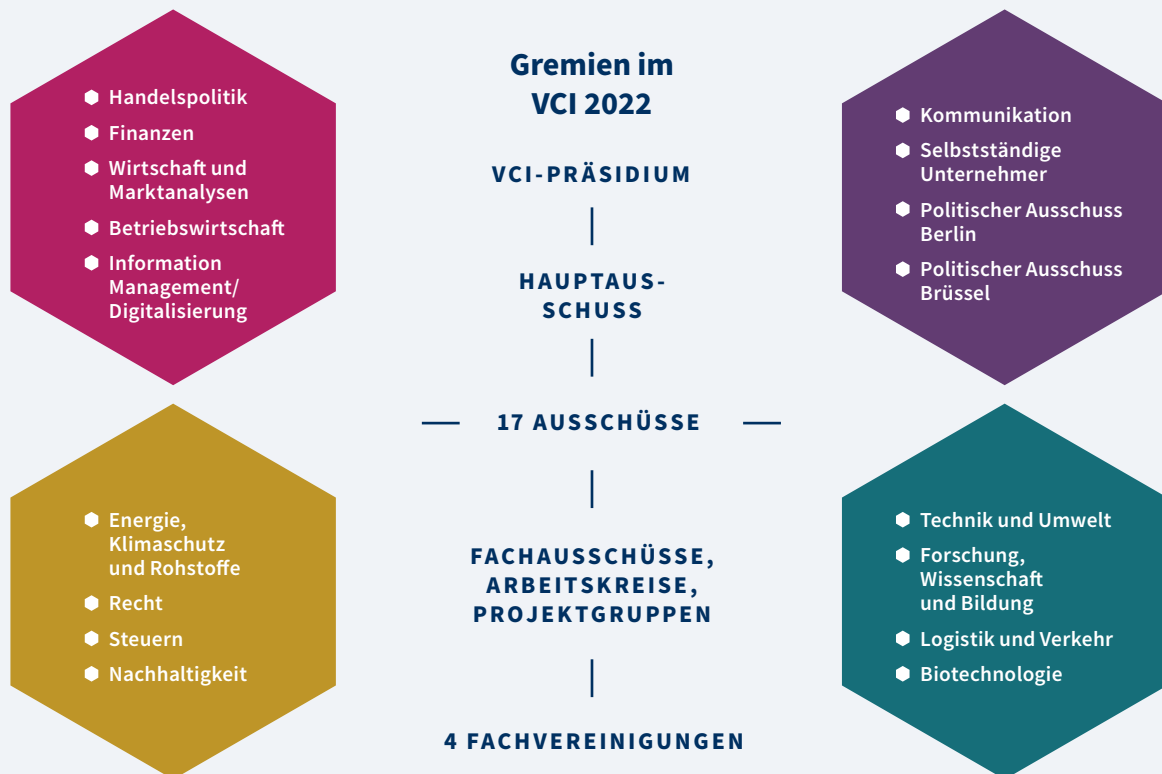 Handelspolitik
Finanzen
Wirtschaft und
Marktanalysen
Betriebswirtschaft
Information
Management/
Digitalisierung
Gremien im
VCI 2022
VCI-PRÄSIDIUM
HAUPTAUS-
SCHUSS
17 AUSSCHÜSSE
FACHAUSSCHÜSSE,
ARBEITSKREISE,
PROJEKTGRUPPEN
4 FACHVEREINIGUNGEN
Kommunikation
Selbstständige
Unternehmer
Politischer Ausschuss
Berlin
Politischer Ausschuss
Brüssel
Energie,
Klimaschutz
und Rohstoffe
Recht
Steuern
Nachhaltigkeit
Technik und Umwelt
Forschung,
Wissenschaft
und Bildung
Logistik und Verkehr
Biotechnologie